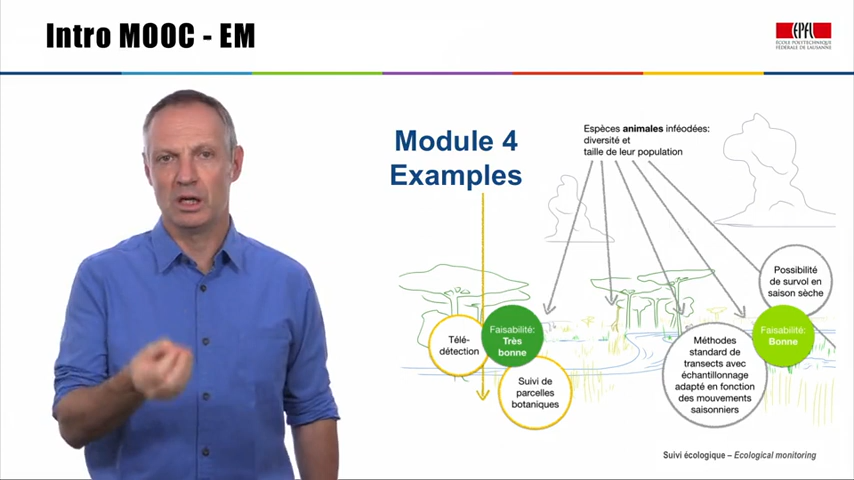 Intro MOOC - EM
EPFL
ÉCOLE POLYTECHNIQUE
FÉDÉRALE DE LAUSANNE
Module 4
Examples
Espèces animales inféodées:
diversité et
taille de leur population
Possibilité
de survol en
saison sèche
Faisabilité:
Bonne
Télé-
détection
Faisabilité:
Très
bonne
Méthodes
standard de
transects avec
échantillonnage
adapté en fonction
des mouvements
saisonniers
Suivi de
parcelles
botaniques
Suivi écologique – Ecological monitoring